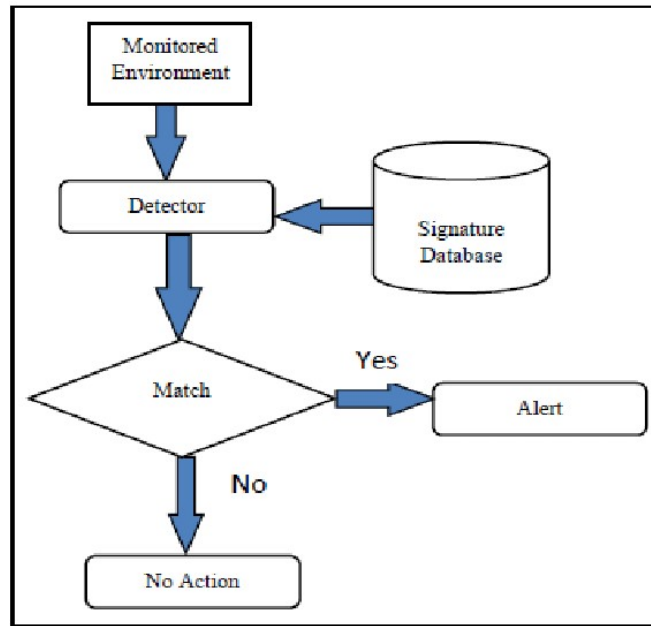 Monitored
Environment
Detector
Signature
Database
Match
Yes
Alert
No
No Action